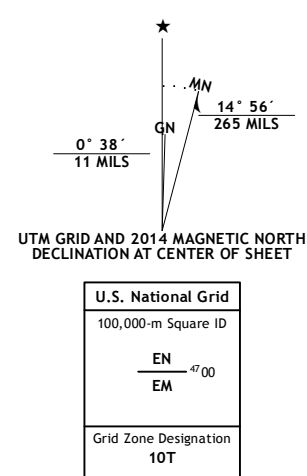 MN
GN
0° 38´
11 MILS
14° 56´
265 MILS
UTM GRID AND 2014 MAGNETIC NORTH
DECLINATION AT CENTER OF SHEET
U.S. National Grid
100,000-m Square ID
EN
4700
EM
Grid Zone Designation
10T